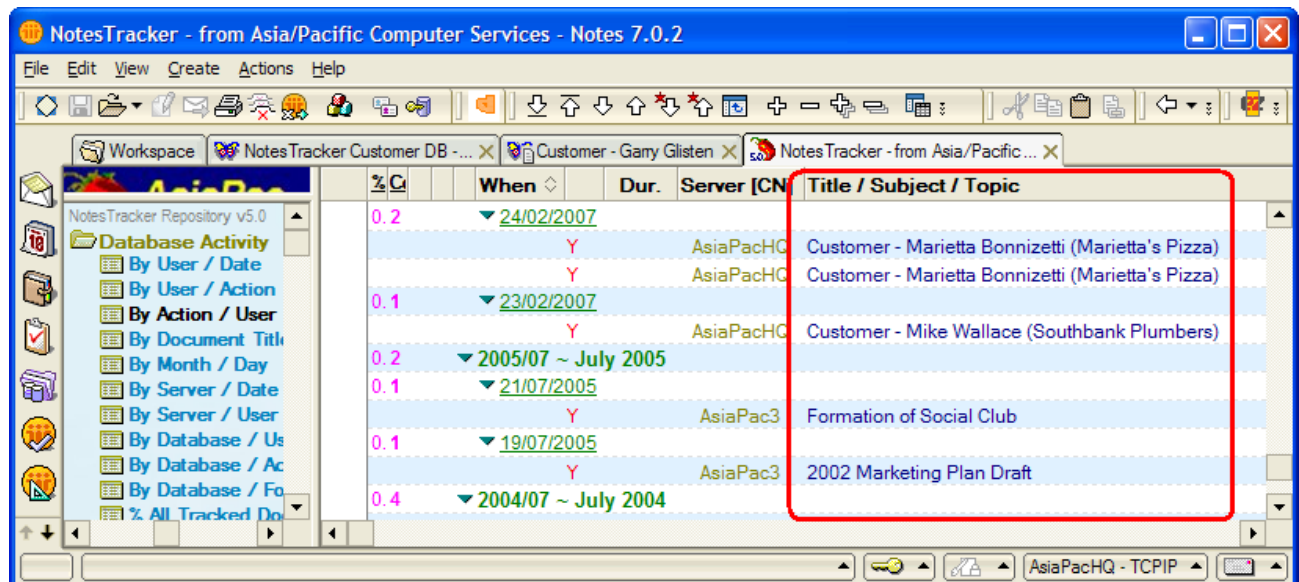 NotesTracker - from Asia/Pacific Computer Services - Notes 7.0.2
File Edit View Create Actions Help
Workspace NotesTracker Customer DB -... Customer - Garry Glisten NotesTracker - from Asia/Pacific ...
% When Dur. Server [CN] Title / Subject / Topic
NotesTracker Repository v5.0
Database Activity
By User / Date
By User / Action
By Action / User
By Document Title
By Month / Day
By Server / Date
By Server / User
By Database / Us
By Database / Ac
By Database / Fo
% All Tracked Do
0. 2 24/02/2007
Y AsiaPacHQ Customer - Marietta Bonnizetti (Marietta's Pizza)
Y AsiaPacHQ Customer - Marietta Bonnizetti (Marietta's Pizza)
0. 1 23/02/2007
Y AsiaPacHQ Customer - Mike Wallace (Southbank Plumbers)
0. 2 2005/07 ~ July 2005
0. 1 21/07/2005
Y AsiaPac3 Formation of Social Club
0. 1 19/07/2005
Y AsiaPac3 2002 Marketing Plan Draft
0. 4 2004/07 ~ July 2004
AsiaPacHQ - TCPIP